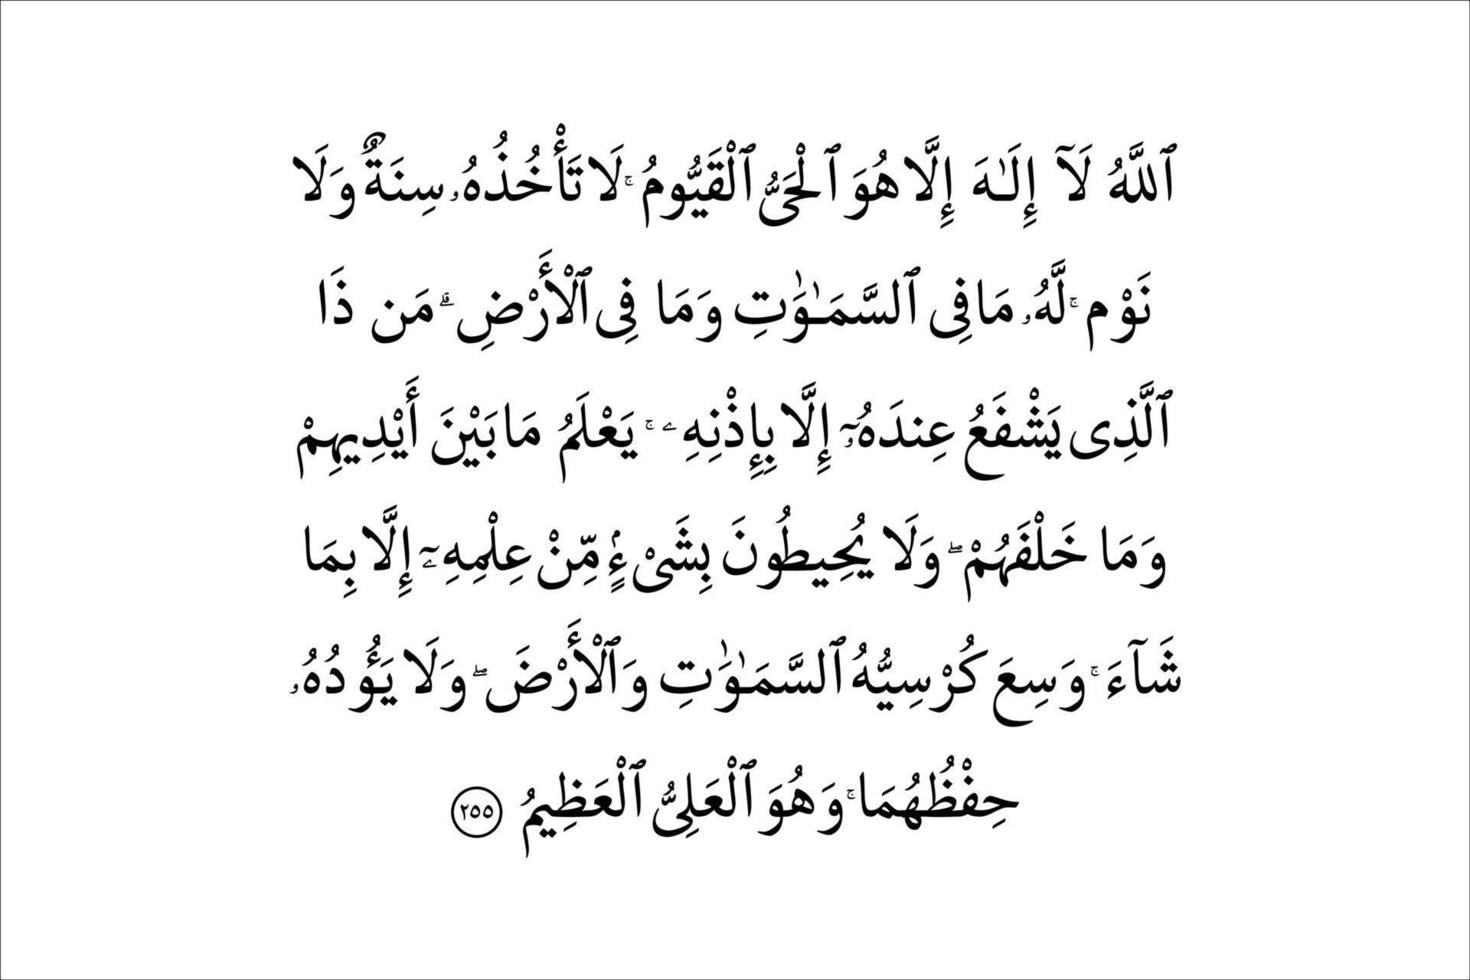 ٱللَّهُ لَآ إِلَـٰهَ إِلَّا هُوَ ٱلْحَىُّ ٱلْقَيُّومُ ۚ لَا تَأْخُذُهُۥ سِنَةٌ وَلَا
نَوْم ۚ لَّهُۥ مَا فِى ٱلسَّمَـٰوَٰتِ وَمَا فِى ٱلْأَرْضِ ۗ مَن ذَا
ٱلَّذِى يَشْفَعُ عِندَهُۥٓ إِلَّا بِإِذْنِهِۦ ۚ يَعْلَمُ مَا بَيْنَ أَيْدِيهِمْ
وَمَا خَلْفَهُمْ ۖ وَلَا يُحِيطُونَ بِشَىْءٍۢ مِّنْ عِلْمِهِۦٓ إِلَّا بِمَا
شَآءَ ۚ وَسِعَ كُرْسِيُّهُ ٱلسَّمَـٰوَٰتِ وَٱلْأَرْضَ ۖ وَلَا يَـُٔودُهُۥ
حِفْظُهُمَا ۚ وَهُوَ ٱلْعَلِىُّ ٱلْعَظِيمُ ٢٥٥